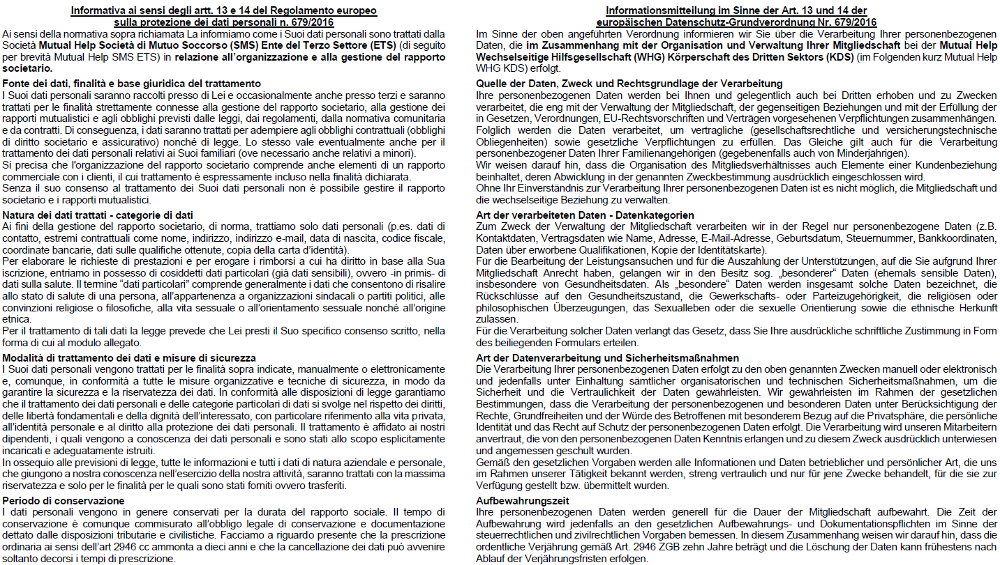 Informativa ai sensi degli artt. 13 e 14 del Regolamento europeo
sulla protezione dei dati personali n. 679/2016
Ai sensi della normativa sopra richiamata La informiamo come i Suoi dati personali sono trattati dalla
Società Mutual Help Società di Mutuo Soccorso (SMS) Ente del Terzo Settore (ETS) (di seguito
per brevità Mutual Help SMS ETS) in relazione all'organizzazione e alla gestione del rapporto
societario.
Fonte dei dati, finalità e base giuridica del trattamento
I Suoi dati personali saranno raccolti presso di Lei e occasionalmente anche presso terzi e saranno
trattati per le finalità strettamente connesse alla gestione del rapporto societario, alla gestione dei
rapporti mutualistici e agli obblighi previsti dalle leggi, dai regolamenti, dalla normativa comunitaria
e da contratti. Di conseguenza, i dati saranno trattati per adempiere agli obblighi contrattuali (obblighi
di diritto societario e assicurativo) nonché di legge. Lo stesso vale eventualmente anche per il
trattamento dei dati personali relativi ai Suoi familiari (ove necessario anche relativi a minori).
Si precisa che l'organizzazione del rapporto societario comprende anche elementi di un rapporto
commerciale con i clienti, il cui trattamento è espressamente incluso nella finalità dichiarata.
Senza il suo consenso al trattamento dei Suoi dati personali non è possibile gestire il rapporto
societario e i rapporti mutualistici.
Natura dei dati trattati - categorie di dati
Ai fini della gestione del rapporto societario, di norma, trattiamo solo dati personali (p.es. dati di
contatto, estremi contrattuali come nome, indirizzo, indirizzo e-mail, data di nascita, codice fiscale,
coordinate bancarie, dati sulle qualifiche ottenute, copia della carta d'identità).
Per elaborare le richieste di prestazioni e per erogare i rimborsi a cui ha diritto in base alla Sua
iscrizione, entriamo in possesso di cosiddetti dati particolari (già dati sensibili), ovvero -in primis- di
dati sulla salute. Il termine “dati particolari” comprende generalmente i dati che consentono di risalire
allo stato di salute di una persona, all'appartenenza a organizzazioni sindacali o partiti politici, alle
convinzioni religiose o filosofiche, alla vita sessuale o all'orientamento sessuale nonché all'origine
etnica.
Per il trattamento di tali dati la legge prevede che Lei presti il Suo specifico consenso scritto, nella
forma di cui al modulo allegato.
Modalità di trattamento dei dati e misure di sicurezza
I Suoi dati personali vengono trattati per le finalità sopra indicate, manualmente o elettronicamente
e, comunque, in conformità a tutte le misure organizzative e tecniche di sicurezza, in modo da
garantire la sicurezza e la riservatezza dei dati. In conformità alle disposizioni di legge garantiamo
che il trattamento dei dati personali e delle categorie particolari di dati si svolge nel rispetto dei diritti,
delle libertà fondamentali e della dignità dell'interessato, con particolare riferimento alla vita privata,
all'identità personale e al diritto alla protezione dei dati personali. Il trattamento è affidato ai nostri
dipendenti, i quali vengono a conoscenza dei dati personali e sono stati allo scopo esplicitamente
incaricati e adeguatamente istruiti.
In ossequio alle previsioni di legge, tutte le informazioni e tutti i dati di natura aziendale e personale,
che giungono a nostra conoscenza nell'esercizio della nostra attività, saranno trattati con la massima
riservatezza e solo per le finalità per le quali sono stati forniti ovvero trasferiti.
Periodo di conservazione
I dati personali vengono in genere conservati per la durata del rapporto sociale. Il tempo di
conservazione è comunque commisurato all'obbligo legale di conservazione e documentazione
dettato dalle disposizioni tributarie e civilistiche. Facciamo a riguardo presente che la prescrizione
ordinaria ai sensi dell'art 2946 cc ammonta a dieci anni e che la cancellazione dei dati può avvenire
soltanto decorsi i tempi di prescrizione.
Informationsmitteilung im Sinne der Art. 13 und 14 der
europäischen Datenschutz-Grundverordnung Nr. 679/2016
Im Sinne der oben angeführten Verordnung informieren wir Sie über die Verarbeitung Ihrer personenbezogenen
Daten, die im Zusammenhang mit der Organisation und Verwaltung Ihrer Mitgliedschaft bei der Mutual Help
Wechselseitige Hilfsgesellschaft (WHG) Körperschaft des Dritten Sektors (KDS) (im Folgenden kurz Mutual Help
WHG KDS) erfolgt.
Quelle der Daten, Zweck und Rechtsgrundlage der Verarbeitung
Ihre personenbezogenen Daten werden bei Ihnen und gelegentlich auch bei Dritten erhoben und zu Zwecken
verarbeitet, die eng mit der Verwaltung der Mitgliedschaft, der gegenseitigen Beziehungen und mit der Erfüllung der
in Gesetzen, Verordnungen, EU-Rechtsvorschriften und Verträgen vorgesehenen Verpflichtungen zusammenhängen.
Folglich werden die Daten verarbeitet, um vertragliche (gesellschaftsrechtliche und versicherungstechnische
Obliegenheiten) sowie gesetzliche Verpflichtungen zu erfüllen. Das Gleiche gilt auch für die Verarbeitung
personenbezogener Daten Ihrer Familienangehörigen (gegebenenfalls auch von Minderjährigen).
Wir weisen darauf hin, dass die Organisation des Mitgliedsverhältnisses auch Elemente einer Kundenbeziehung
beinhaltet, deren Abwicklung in der genannten Zweckbestimmung ausdrücklich eingeschlossen wird.
Ohne Ihr Einverständnis zur Verarbeitung Ihrer personenbezogenen Daten ist es nicht möglich, die Mitgliedschaft und
die wechselseitige Beziehung zu verwalten.
Art der verarbeiteten Daten - Datenkategorien
Zum Zweck der Verwaltung der Mitgliedschaft verarbeiten wir in der Regel nur personenbezogene Daten (z.B.
Kontaktdaten, Vertragsdaten wie Name, Adresse, E-Mail-Adresse, Geburtsdatum, Steuernummer, Bankkoordinaten,
Daten über erworbene Qualifikationen, Kopie der Identitätskarte).
Für die Bearbeitung der Leistungsansuchen und für die Auszahlung der Unterstützungen, auf die Sie aufgrund Ihrer
Mitgliedschaft Anrecht haben, gelangen wir in den Besitz sog. „besonderer“ Daten (ehemals sensible Daten),
insbesondere von Gesundheitsdaten. Als „besondere“ Daten werden insgesamt solche Daten bezeichnet, die
Rückschlüsse auf den Gesundheitszustand, die Gewerkschafts- oder Parteizugehörigkeit, die religiösen oder
philosophischen Überzeugungen, das Sexualleben oder die sexuelle Orientierung sowie die ethnische Herkunft
zulassen.
Für die Verarbeitung solcher Daten verlangt das Gesetz, dass Sie Ihre ausdrückliche schriftliche Zustimmung in Form
des beiliegenden Formulars erteilen.
Art der Datenverarbeitung und Sicherheitsmaßnahmen
Die Verarbeitung Ihrer personenbezogenen Daten erfolgt zu den oben genannten Zwecken manuell oder elektronisch
und jedenfalls unter Einhaltung sämtlicher organisatorischen und technischen Sicherheitsmaßnahmen, um die
Sicherheit und die Vertraulichkeit der Daten gewährleisten. Wir gewährleisten im Rahmen der gesetzlichen
Bestimmungen, dass die Verarbeitung der personenbezogenen und besonderen Daten unter Berücksichtigung der
Rechte, Grundfreiheiten und der Würde des Betroffenen mit besonderem Bezug auf die Privatsphäre, die persönliche
Identität und das Recht auf Schutz der personenbezogenen Daten erfolgt. Die Verarbeitung wird unseren Mitarbeitern
anvertraut, die von den personenbezogenen Daten Kenntnis erlangen und zu diesem Zweck ausdrücklich unterwiesen
und angemessen geschult wurden.
Gemäß den gesetzlichen Vorgaben werden alle Informationen und Daten betrieblicher und persönlicher Art, die uns
im Rahmen unserer Tätigkeit bekannt werden, streng vertraulich und nur für jene Zwecke behandelt, für die sie zur
Verfügung gestellt bzw. übermittelt wurden.
Aufbewahrungszeit
Ihre personenbezogenen Daten werden generell für die Dauer der Mitgliedschaft aufbewahrt. Die Zeit der
Aufbewahrung wird jedenfalls an den gesetzlichen Aufbewahrungs- und Dokumentationspflichten im Sinne der
steuerrechtlichen und zivilrechtlichen Vorgaben bemessen. In diesem Zusammenhang weisen wir darauf hin, dass die
ordentliche Verjährung gemäß Art. 2946 ZGB zehn Jahre beträgt und die Löschung der Daten kann frühestens nach
Ablauf der Verjährungsfristen erfolgen.